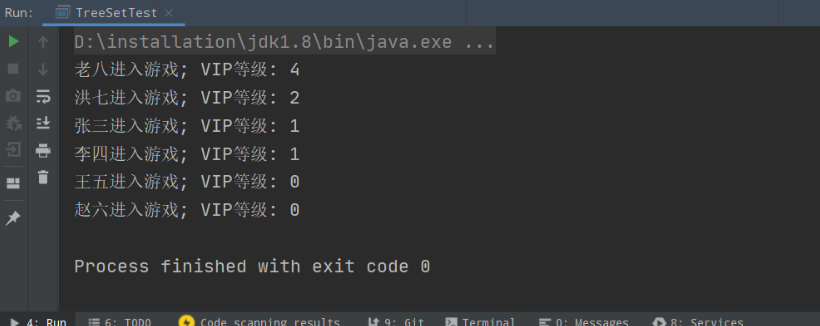 Run: TreeSetTest ×
D:\installation\jdk1.8\bin\java.exe ...
老八进入游戏; VIP等级: 4
洪七进入游戏; VIP等级: 2
张三进入游戏; VIP等级: 1
李四进入游戏; VIP等级: 1
王五进入游戏; VIP等级: 0
赵六进入游戏; VIP等级: 0
Process finished with exit code 0
4: Run 6: TODO Code scanning results 9: Git Terminal 0: Messages 8: Services